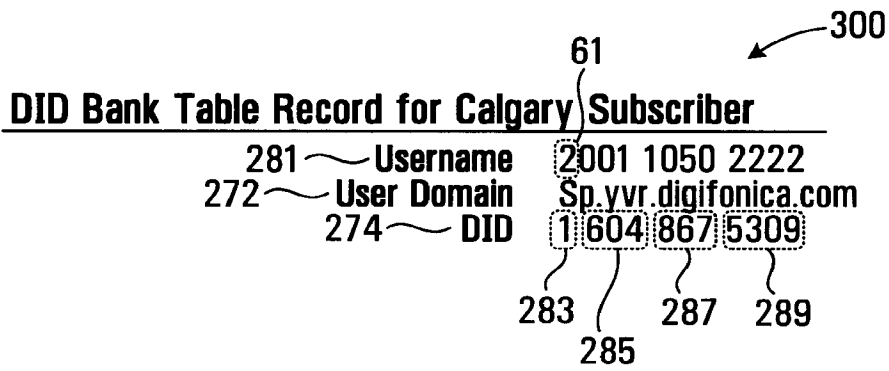 300
61
DID Bank Table Record for Calgary Subscriber
281 Username 2001 1050 2222
272 User Domain Sp.yvr.digifonica.com
274 DID 1 604 867 5309
283 287 289
285